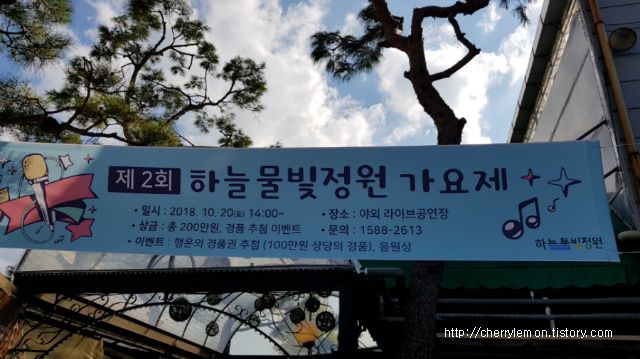 제 2회 하늘물빛정원 가요제
• 일시 : 2018. 10. 20(토) 14:00~ • 장소 : 야외 라이브공연장
• 상금 : 총 200만원, 경품 추첨 이벤트 • 문의 : 1588-2613
• 이벤트 : 행운의 경품권 추첨 (100만원 상당의 경품), 응원상
하늘물빛정원
http://cherrylemon.tistory.com